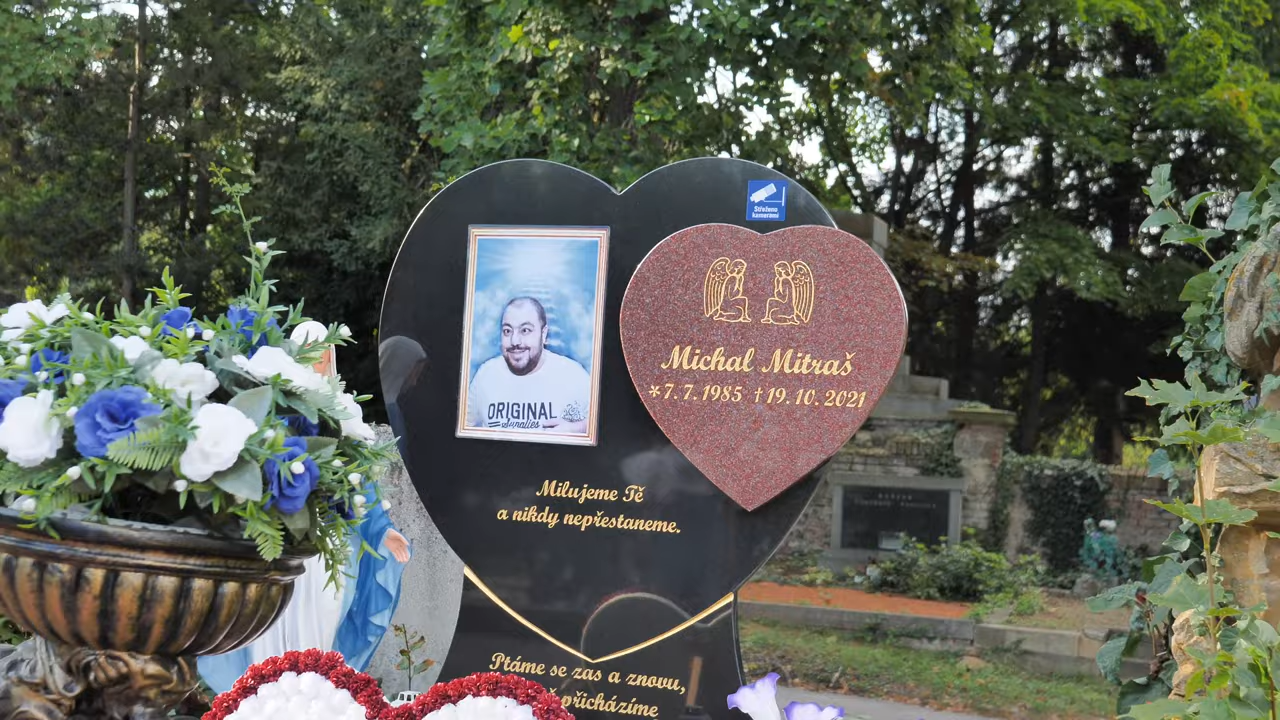 Střeženo
kamerami
Michal Mitraš
*7.7.1985 †19.10.2021
ORIGINAL
Supplies
Milujeme Tě
a nikdy nepřestaneme.
Ptáme se zas a znovu,
přicházíme